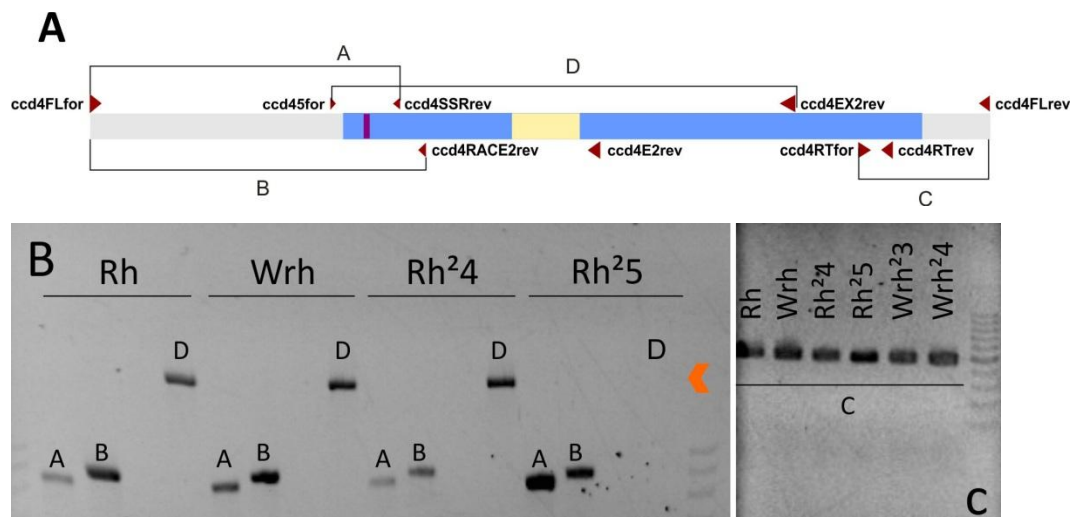 A
A
D
ccd4FLfor
ccd45for
ccd4SSRrev
ccd4EX2rev
ccd4FLrev
ccd4RACE2rev
ccd4E2rev
ccd4RTfor
ccd4RTrev
B
C
B
Rh
Wrh
Rh²4
Rh²5
D
D
D
D
A
B
A
B
A
B
A
B
Rh
Wrh
Rh²4
Rh²5
Wrh²3
Wrh²4
C
C